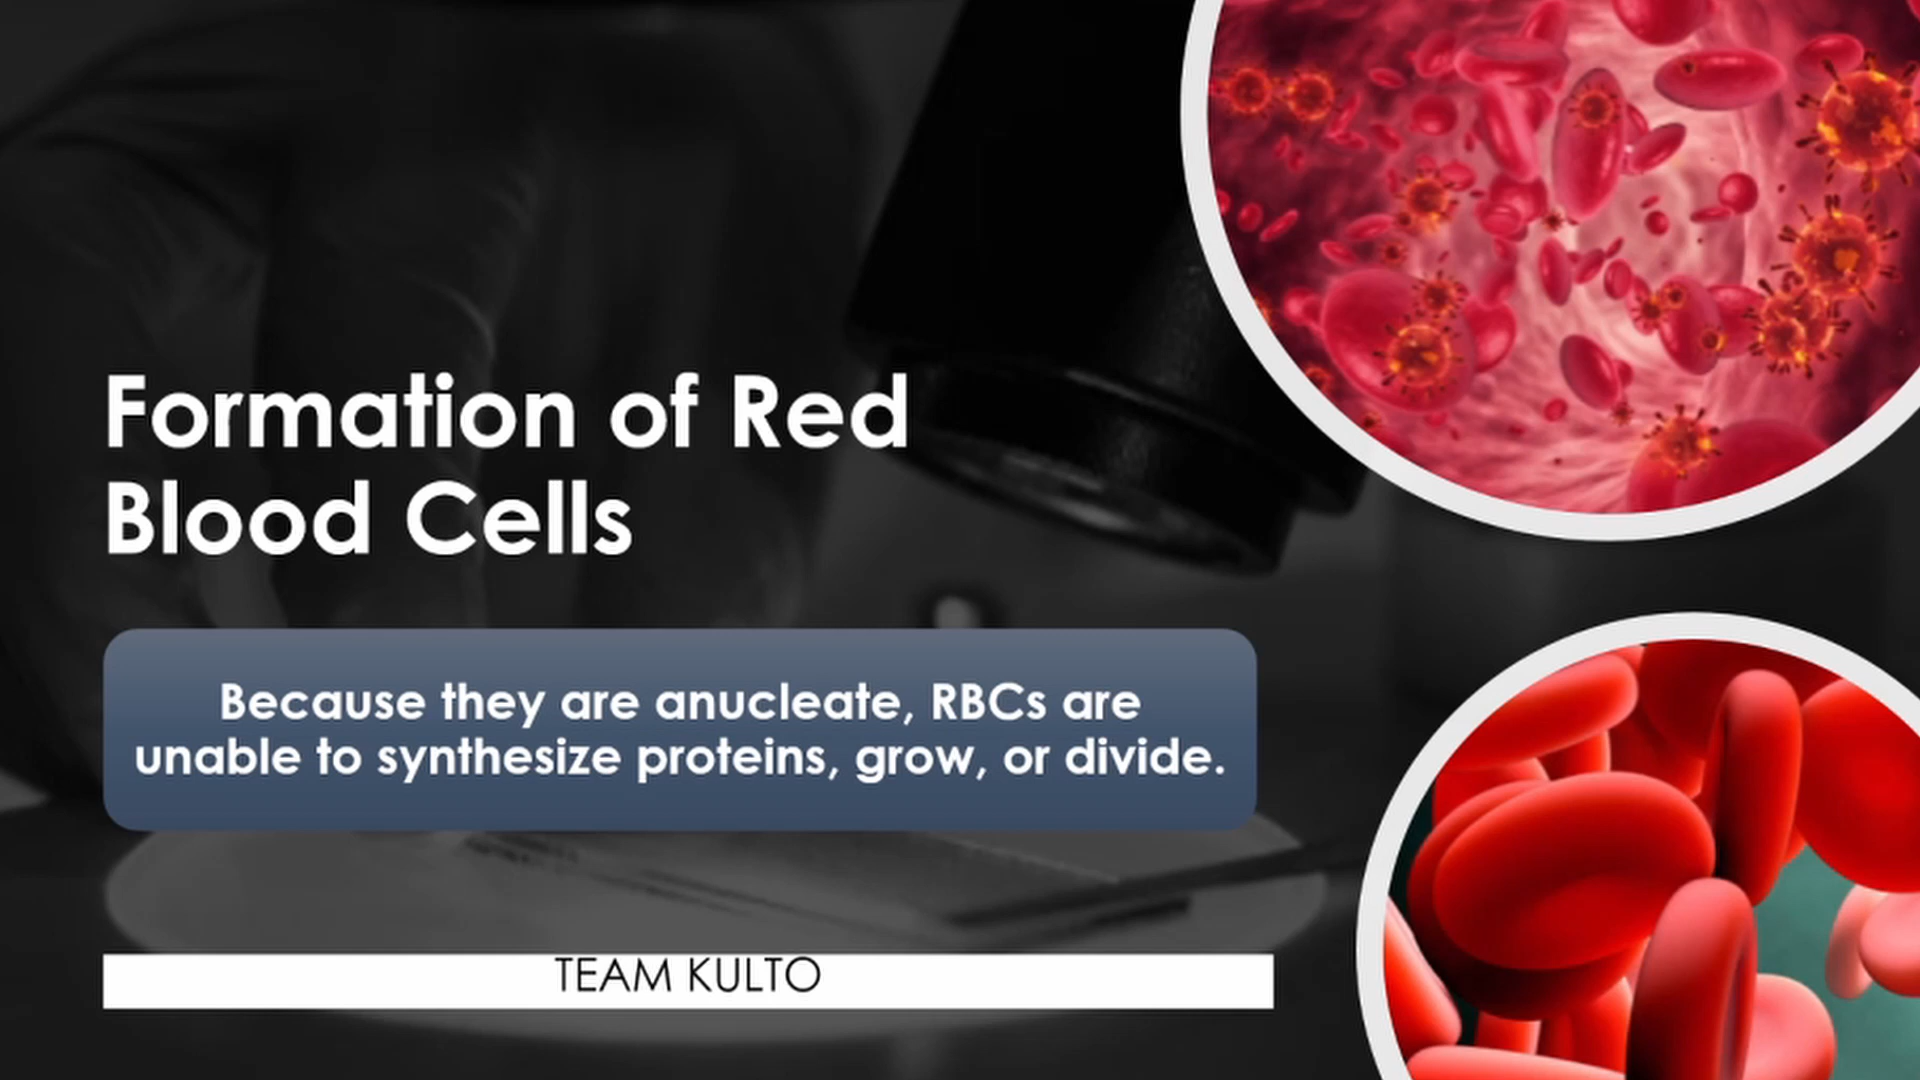 Formation of Red
Blood Cells
Because they are anucleate, RBCs are
unable to synthesize proteins, grow, or divide.
TEAM KULTO